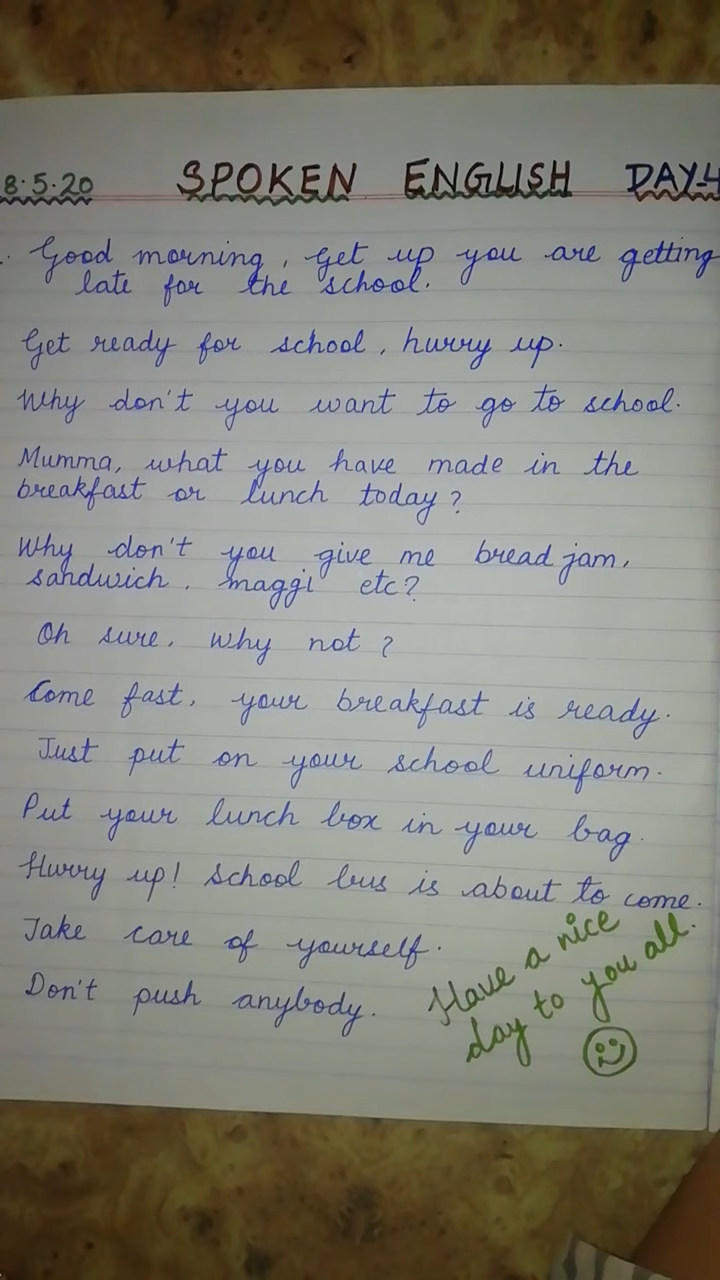 8.5.20 SPOKEN ENGLISH DAY-4
Good morning, get up you are getting
late for the school.
Get ready for school, hurry up.
Why don't you want to go to school.
Mumma, what you have made in the
breakfast or lunch today?
Why don't you give me bread jam,
sandwich, maggi etc?
Oh sure, why not?
Come fast, your breakfast is ready.
Just put on your school uniform.
Put your lunch box in your bag.
Hurry up! School bus is about to come.
Take care of yourself.
Don't push anybody.
Have a nice
day to you all.